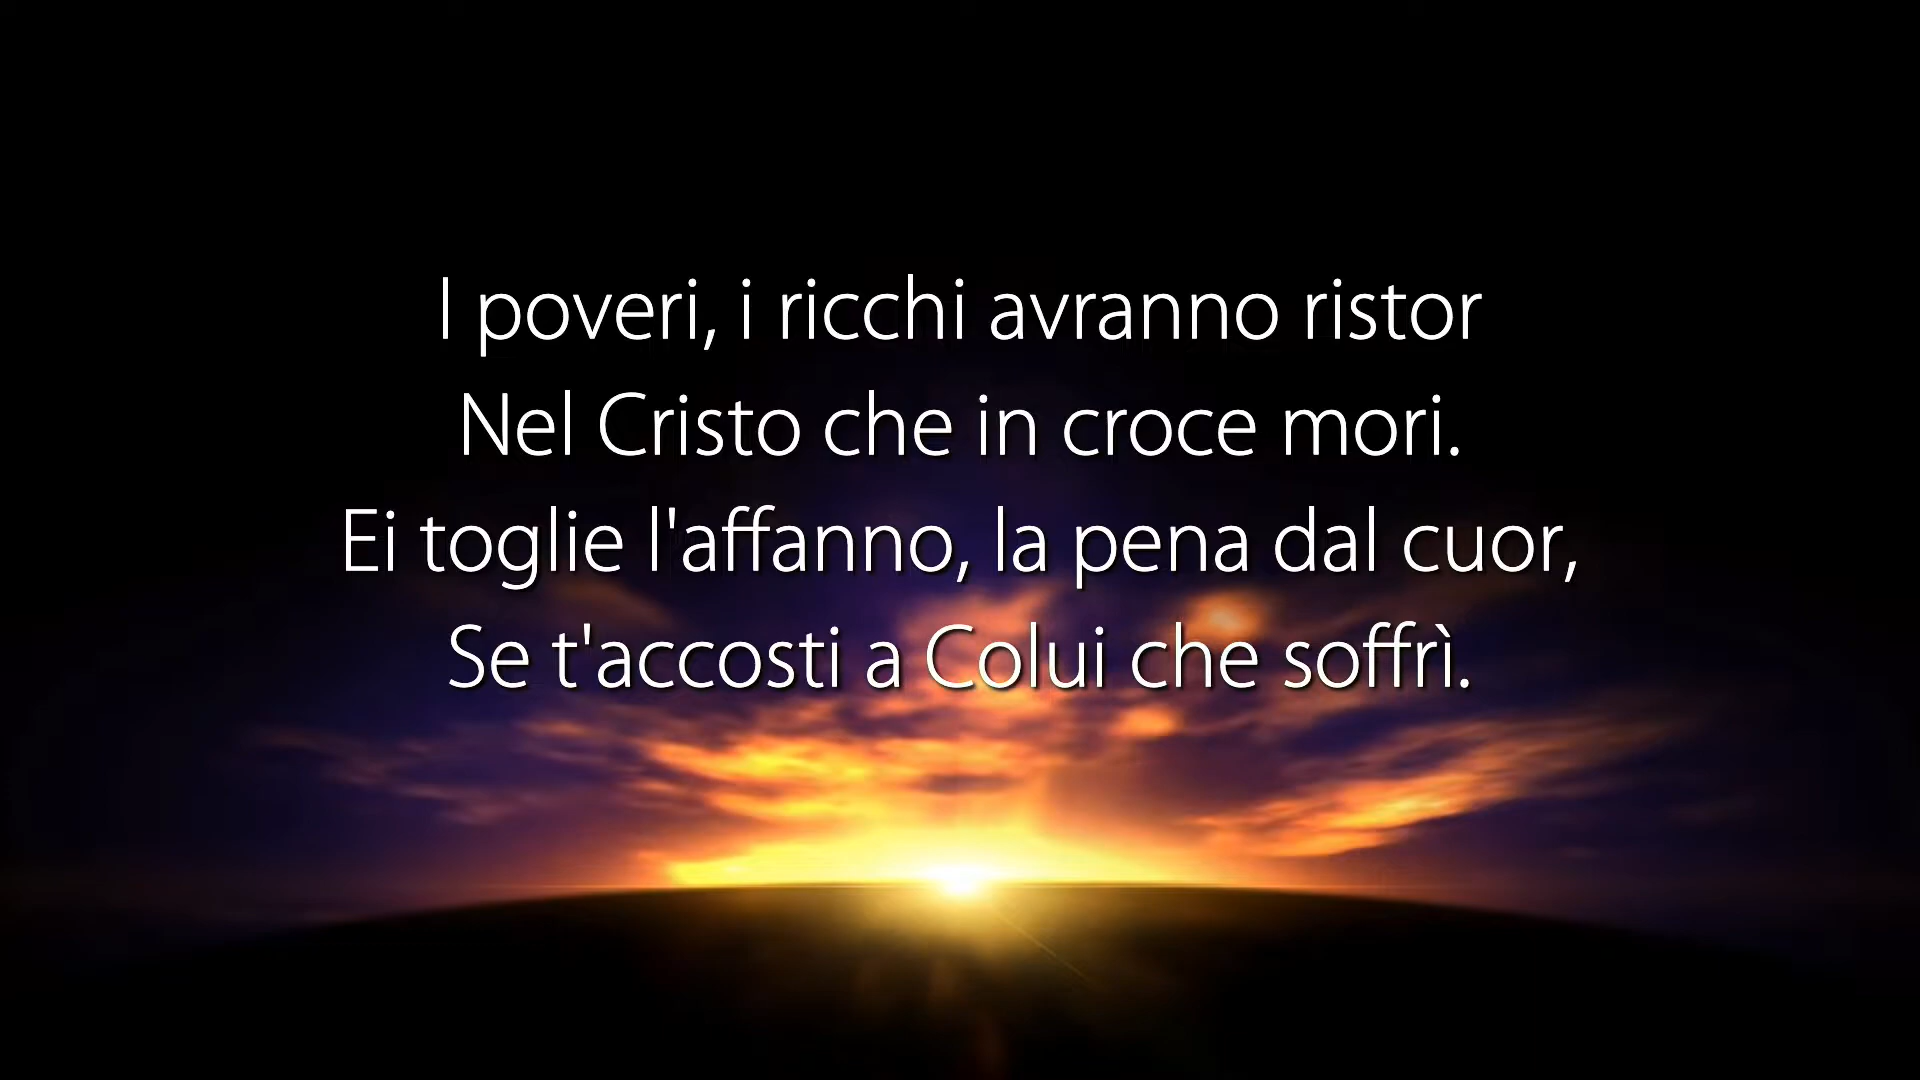 I poveri, i ricchi avranno ristor
Nel Cristo che in croce mori.
Ei toglie l'affanno, la pena dal cuor,
Se t'accosti a Colui che soffrì.